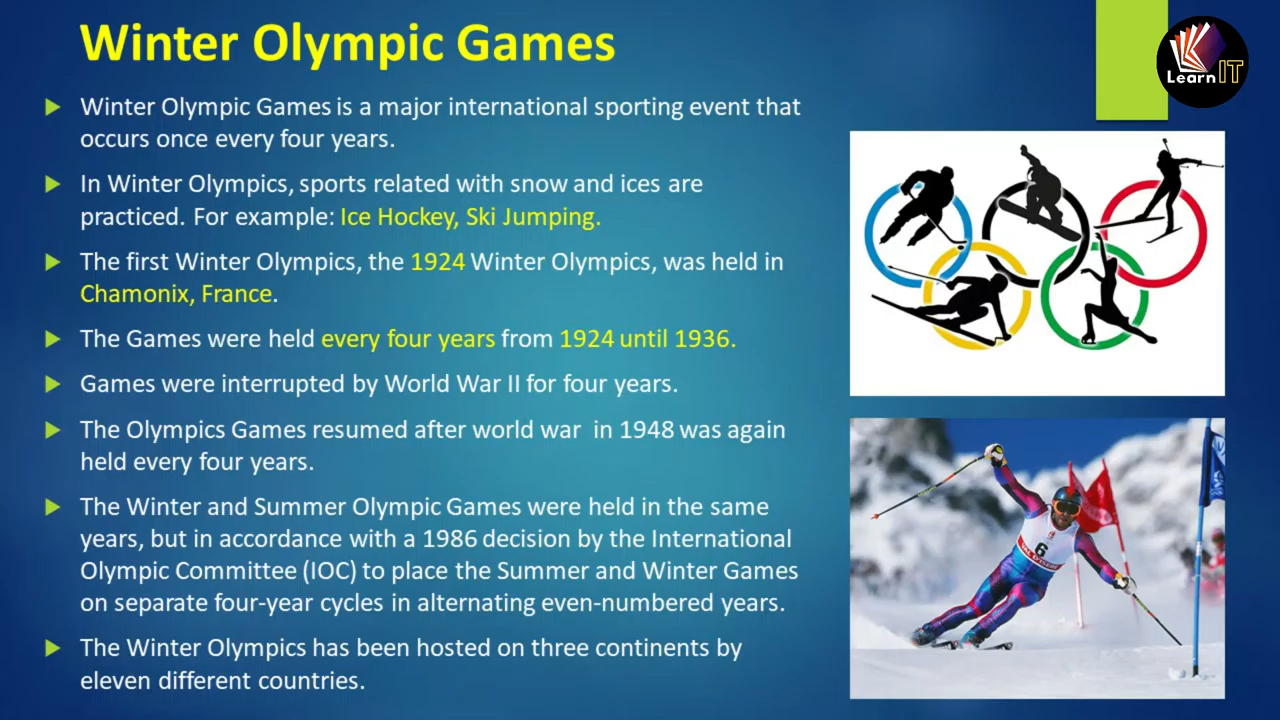 Winter Olympic Games
Learn IT
Winter Olympic Games is a major international sporting event that
occurs once every four years.
In Winter Olympics, sports related with snow and ices are
practiced. For example: Ice Hockey, Ski Jumping.
The first Winter Olympics, the 1924 Winter Olympics, was held in
Chamonix, France.
The Games were held every four years from 1924 until 1936.
Games were interrupted by World War II for four years.
The Olympics Games resumed after world war in 1948 was again
held every four years.
The Winter and Summer Olympic Games were held in the same
years, but in accordance with a 1986 decision by the International
Olympic Committee (IOC) to place the Summer and Winter Games
on separate four-year cycles in alternating even-numbered years.
The Winter Olympics has been hosted on three continents by
eleven different countries.
6